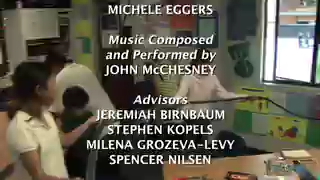 MICHELE EGGERS
Music Composed
and Performed by
JOHN McCHESNEY
Advisors
JEREMIAH BIRNBAUM
STEPHEN KOPELS
MILENA GROZEVA-LEVY
SPENCER NILSEN